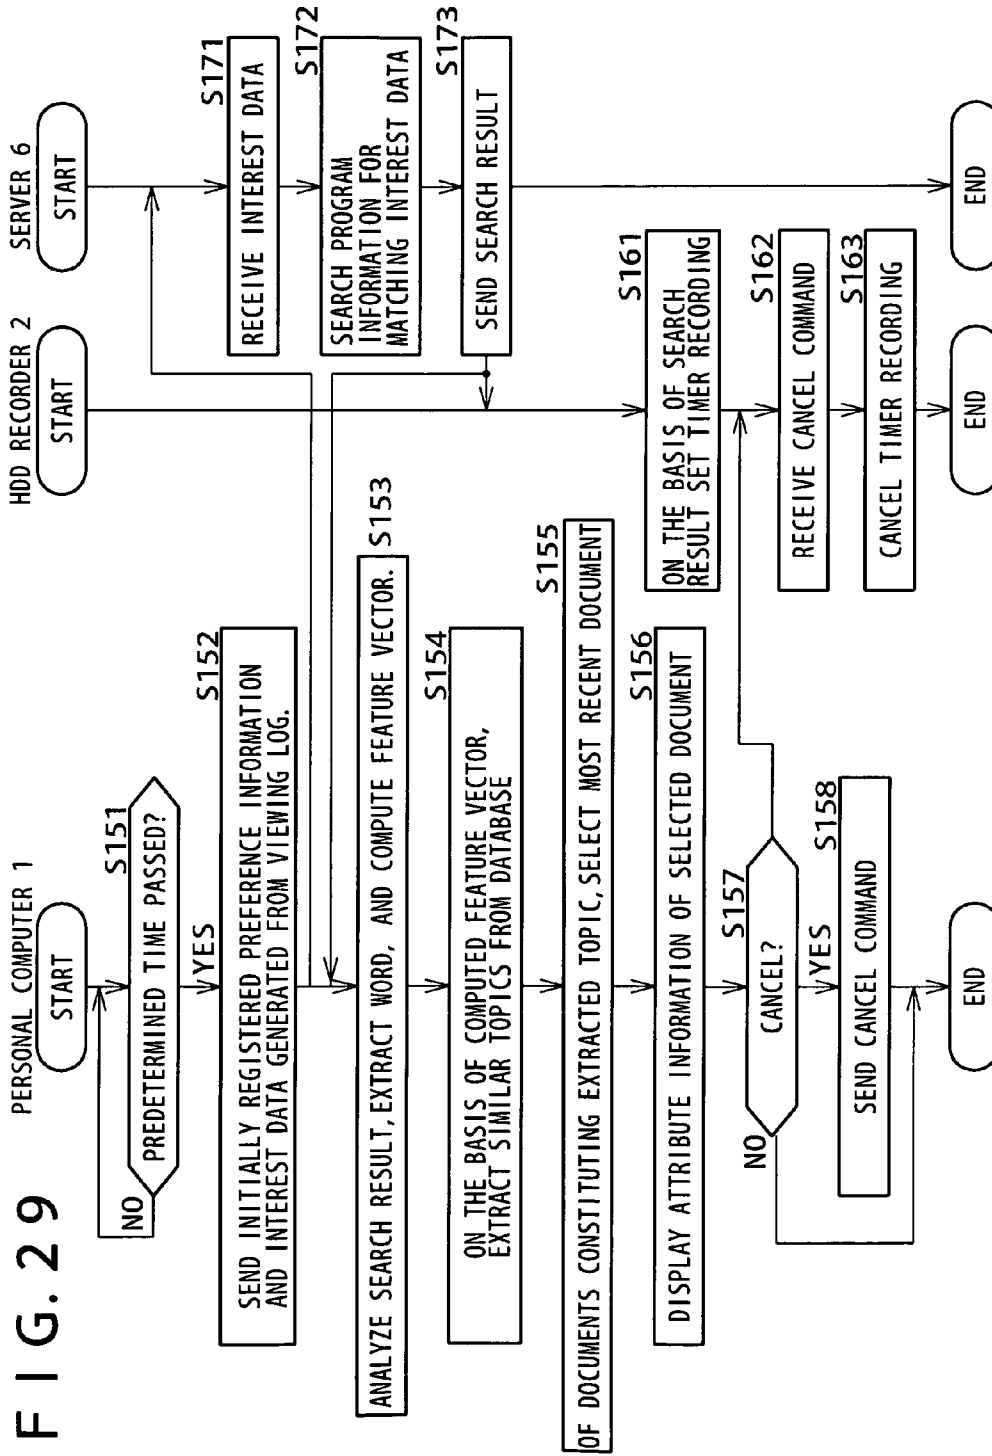 FIG. 29
PERSONAL COMPUTER 1
START
S151
PREDETERMINED TIME PASSED?
NO
YES
S152
SEND INITIALLY REGISTERED PREFERENCE INFORMATION
AND INTEREST DATA GENERATED FROM VIEWING LOG.
S153
ANALYZE SEARCH RESULT, EXTRACT WORD, AND COMPUTE FEATURE VECTOR.
S154
ON THE BASIS OF COMPUTED FEATURE VECTOR,
EXTRACT SIMILAR TOPICS FROM DATABASE
S155
OF DOCUMENTS CONSTITUTING EXTRACTED TOPIC, SELECT MOST RECENT DOCUMENT
S156
DISPLAY ATTRIBUTE INFORMATION OF SELECTED DOCUMENT
S157
CANCEL?
NO
YES
S158
SEND CANCEL COMMAND
END
HDD RECORDER 2
START
S161
ON THE BASIS OF SEARCH
RESULT SET TIMER RECORDING
S162
RECEIVE CANCEL COMMAND
S163
CANCEL TIMER RECORDING
END
SERVER 6
START
S171
RECEIVE INTEREST DATA
S172
SEARCH PROGRAM
INFORMATION FOR
MATCHING INTEREST DATA
S173
SEND SEARCH RESULT
END